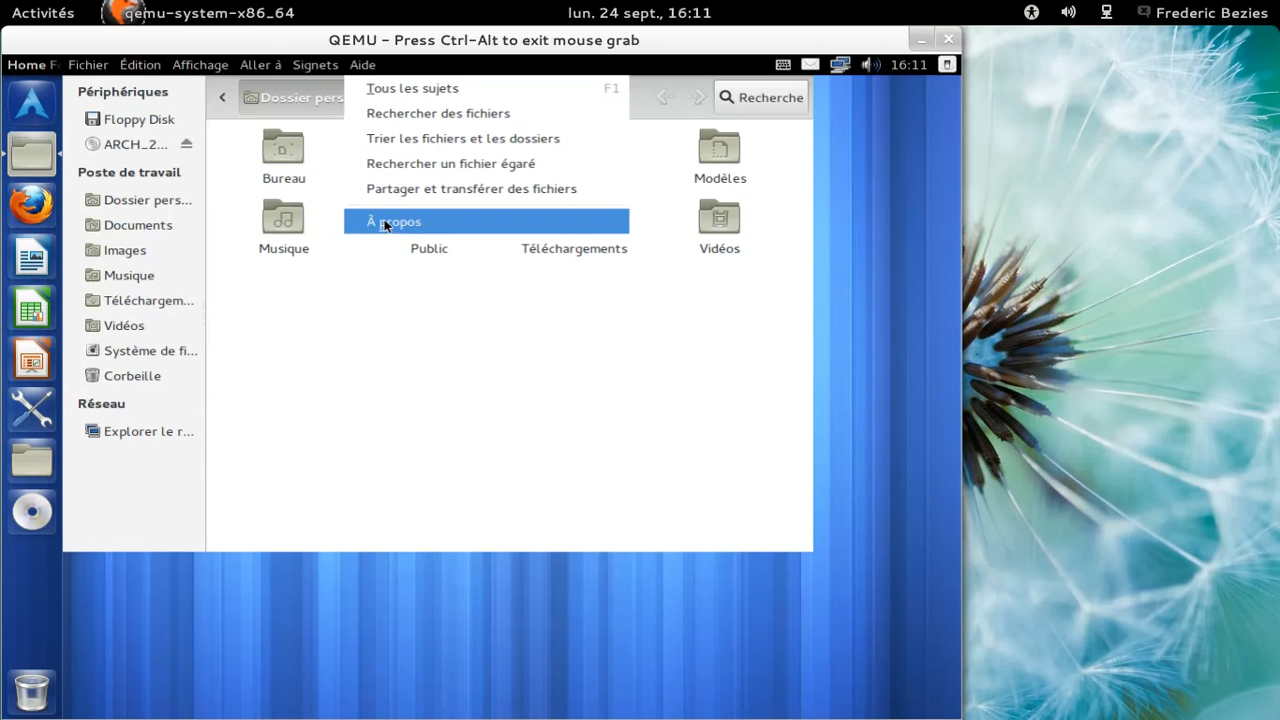 Activités qemu-system-x86_64 lun. 24 sept., 16:11 Frederic Bezies
QEMU - Press Ctrl-Alt to exit mouse grab
Home F Fichier Édition Affichage Aller à Signets Aide 16:11
Périphériques
Floppy Disk
ARCH_2...
Poste de travail
Dossier pers...
Documents
Images
Musique
Téléchargem...
Vidéos
Système de fi...
Corbeille
Réseau
Explorer le r...
Dossier pers
Recherche
Tous les sujets F1
Rechercher des fichiers
Trier les fichiers et les dossiers
Rechercher un fichier égaré
Partager et transférer des fichiers
À propos
Bureau
Modèles
Musique
Public
Téléchargements
Vidéos